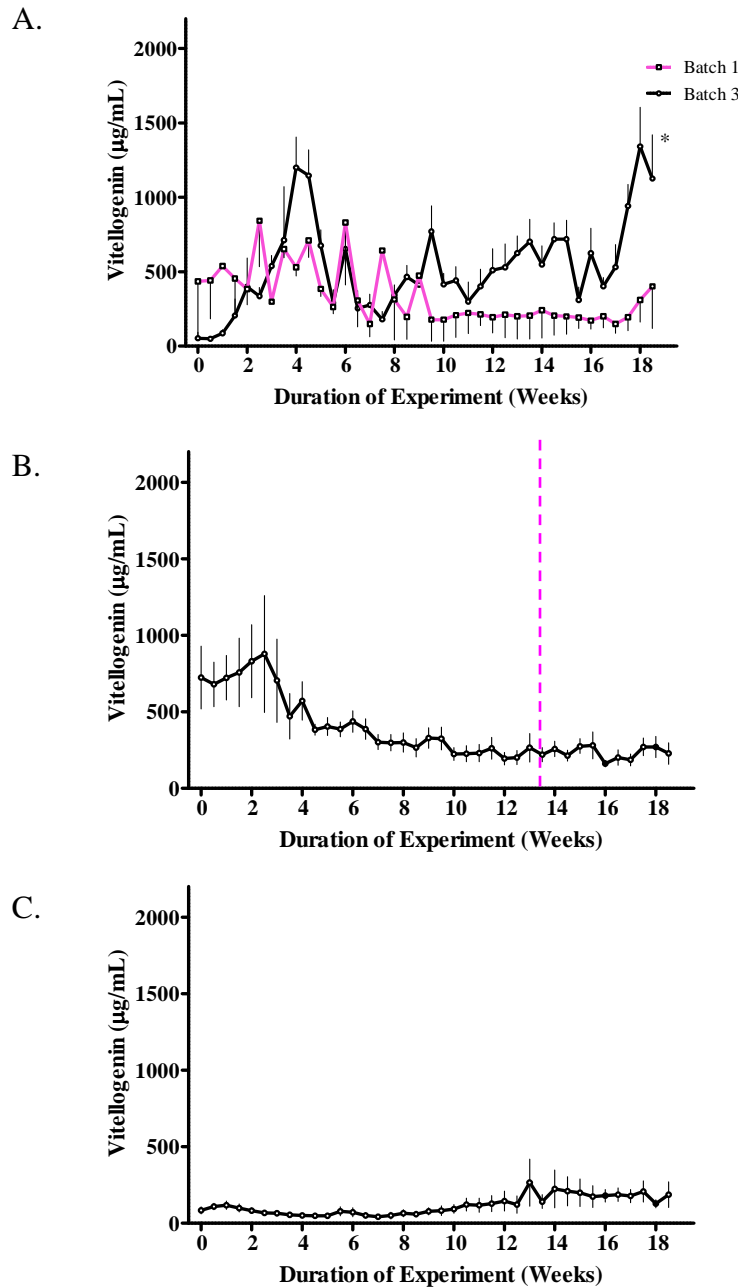 A.
2000
1500
1000
500
0
Vitellogenin (µg/mL)
Batch 1
Batch 3
*
0 2 4 6 8 10 12 14 16 18
Duration of Experiment (Weeks)
B.
2000
1500
1000
500
0
Vitellogenin (µg/mL)
0 2 4 6 8 10 12 14 16 18
Duration of Experiment (Weeks)
C.
2000
1500
1000
500
0
Vitellogenin (µg/mL)
0 2 4 6 8 10 12 14 16 18
Duration of Experiment (Weeks)